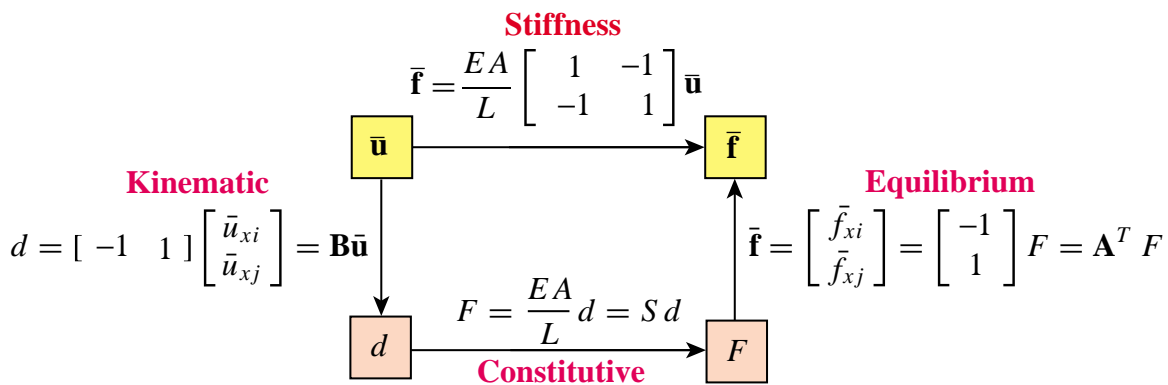 Stiffness
f̄ = EA/L [ 1 −1 ; −1 1 ] ū
ū
f̄
Kinematic
d = [ −1 1 ] [ ū_xi ; ū_xj ] = Bū
Equilibrium
f̄ = [ f̄_xi ; f̄_xj ] = [ −1 ; 1 ] F = A^T F
F = EA/L d = S d
d
F
Constitutive